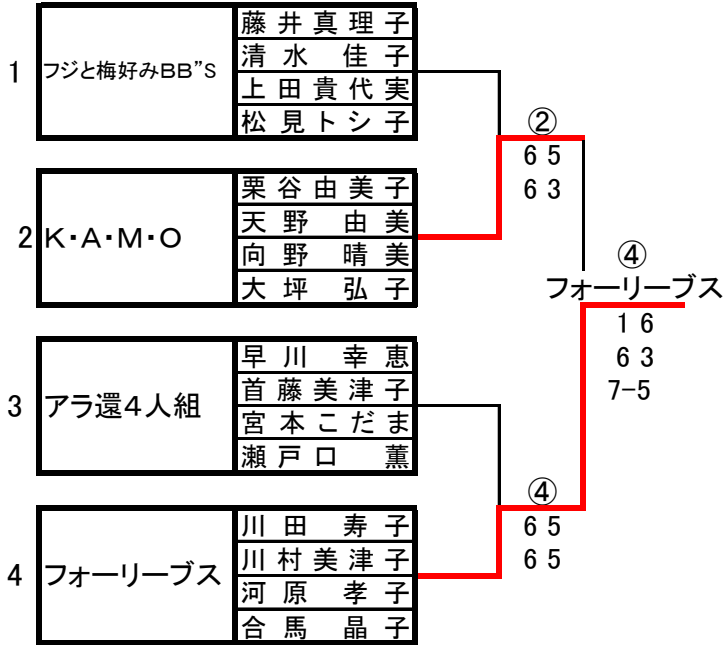 1 フジと梅好みBB"S
藤井真理子
清水 佳子
上田貴代実
松見トシ子
2 K・A・M・O
栗谷由美子
天野 由美
向野 晴美
大坪 弘子
3 アラ還4人組
早川 幸恵
首藤美津子
宮本こだま
瀬戸口 薫
4 フォーリーブス
川田 寿子
川村美津子
河原 孝子
合馬 晶子
②
6 5
6 3
④
6 5
6 5
④
フォーリーブス
1 6
6 3
7-5